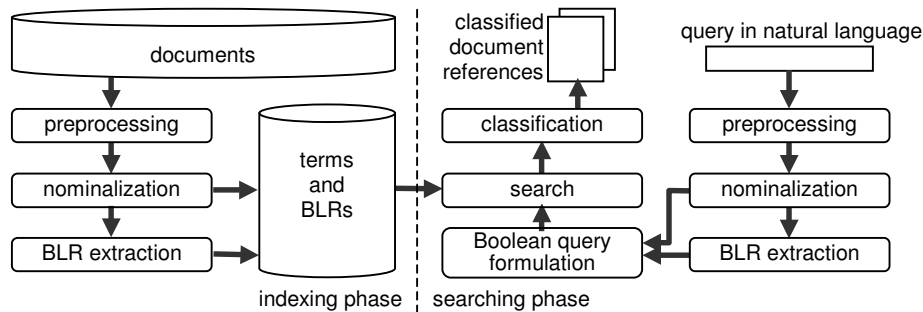 documents
preprocessing
nominalization
BLR extraction
terms
and
BLRs
indexing phase
classified
document
references
classification
search
Boolean query
formulation
searching phase
query in natural language
preprocessing
nominalization
BLR extraction